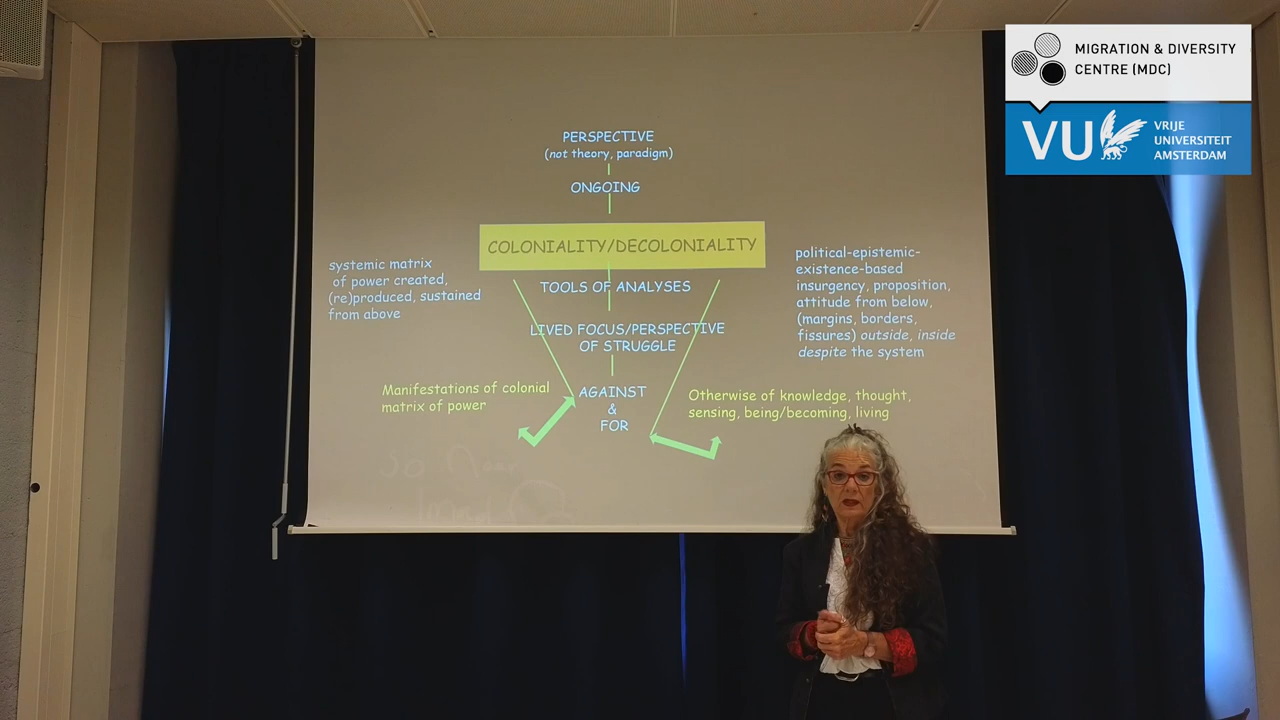 MIGRATION & DIVERSITY
CENTRE (MDC)
VU
VRIJE
UNIVERSITEIT
AMSTERDAM
PERSPECTIVE
(not theory, paradigm)
ONGOING
COLONIALITY/DECOLONIALITY
systemic matrix
of power created,
(re)produced, sustained
from above
TOOLS OF ANALYSES
LIVED FOCUS/PERSPECTIVE
OF STRUGGLE
political-epistemic-
existence-based
insurgency, proposition,
attitude from below,
(margins, borders,
fissures) outside, inside
despite the system
Manifestations of colonial
matrix of power
AGAINST
&
FOR
Otherwise of knowledge, thought,
sensing, being/becoming, living
so